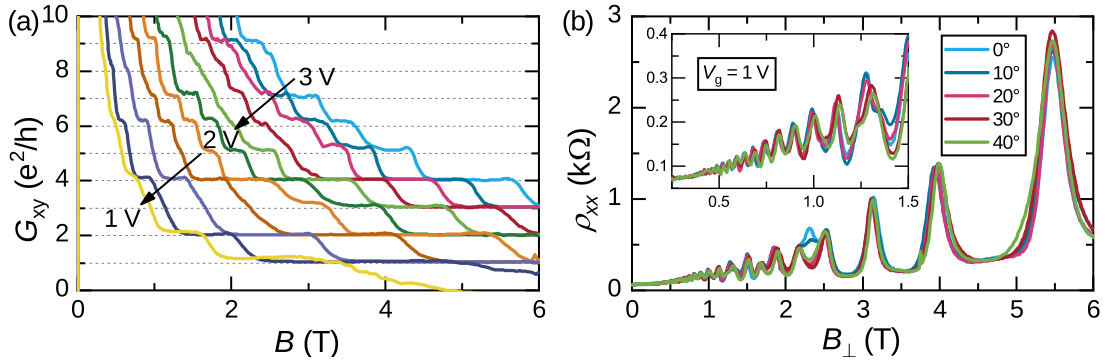 (a)
10
8
6
4
2
0
G_xy (e²/h)
3 V
2 V
1 V
0 2 4 6
B (T)
(b)
3
2
1
0
ρ_xx (kΩ)
0.4
0.3
0.2
0.1
V_g = 1 V
0.5 1.0 1.5
0°
10°
20°
30°
40°
0 1 2 3 4 5 6
B_⊥ (T)